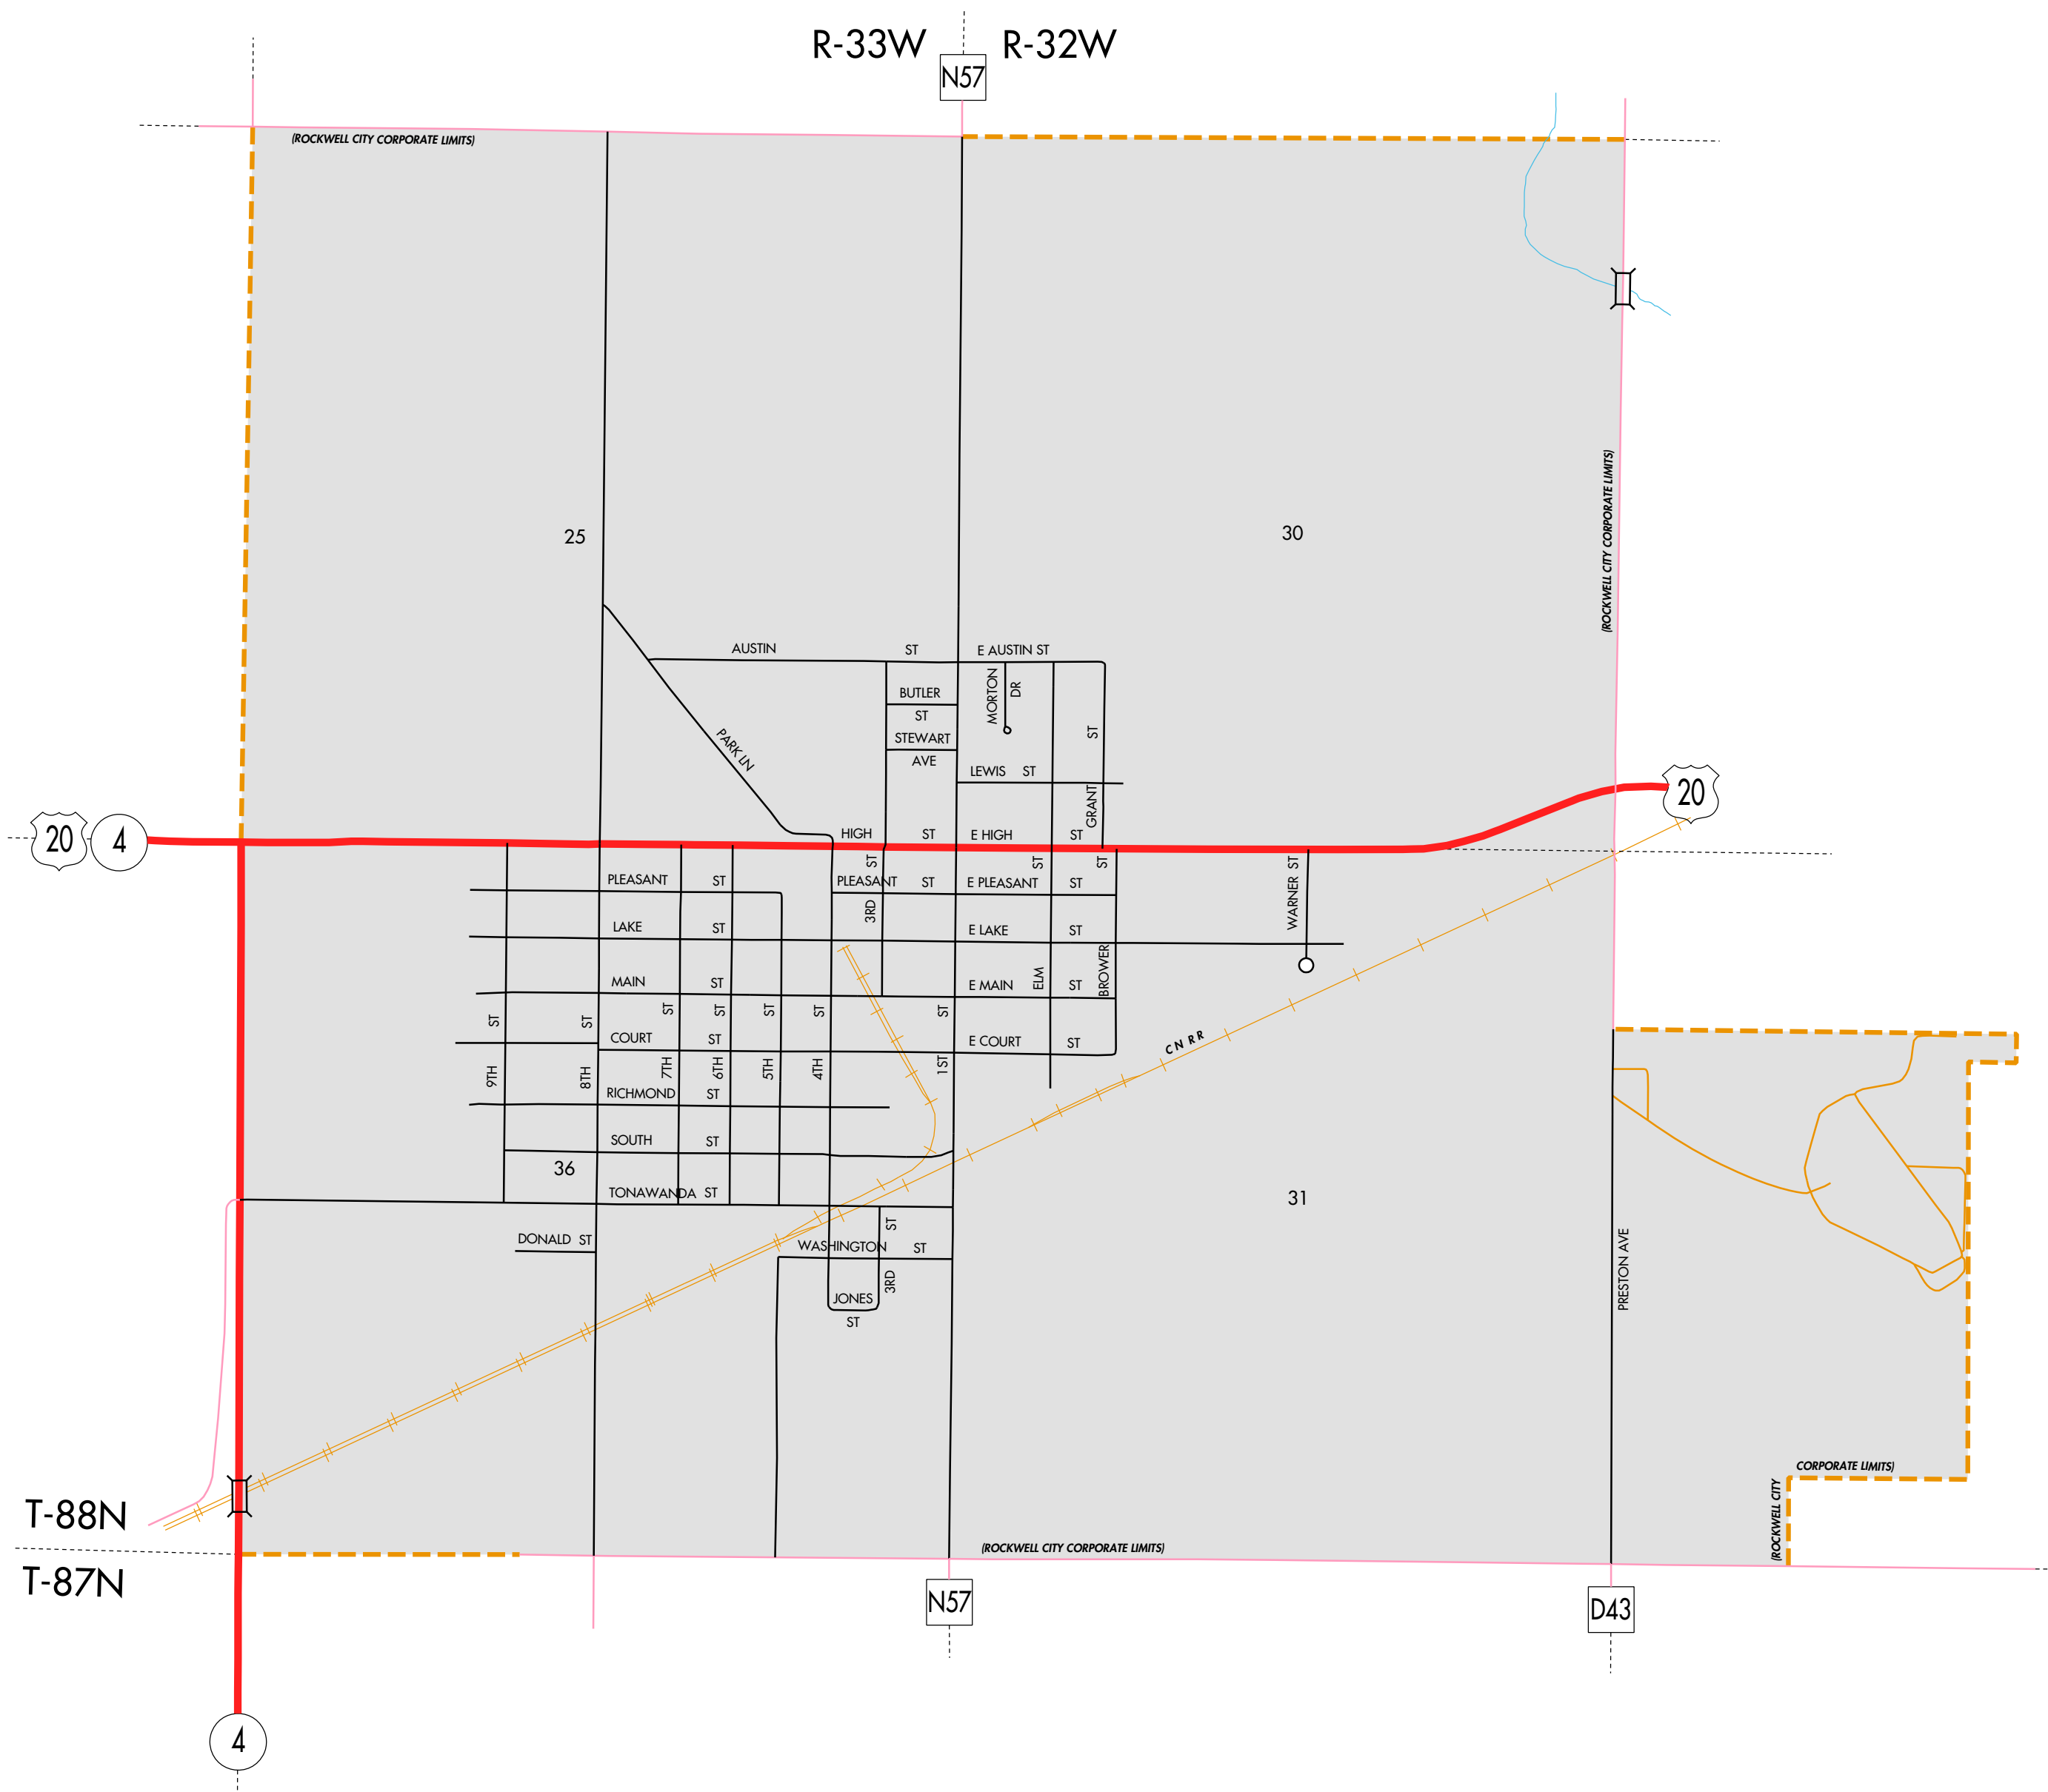 R-33W R-32W
N57
(ROCKWELL CITY CORPORATE LIMITS)
(ROCKWELL CITY CORPORATE LIMITS)
25
30
AUSTIN ST E AUSTIN ST
MORTON DR
BUTLER
ST
STEWART
AVE
PARK LN
LEWIS ST
GRANT ST
20
20 4
HIGH ST E HIGH ST
PLEASANT ST PLEASANT ST E PLEASANT ST
3RD ST
WARNER ST
LAKE ST E LAKE ST
MAIN ST E MAIN ST
ELM ST
BROWER ST
COURT ST E COURT ST
9TH ST
8TH ST
7TH ST
6TH ST
5TH ST
4TH ST
1ST ST
CN RR
RICHMOND ST
SOUTH ST
36
31
TONAWANDA ST
3RD ST
DONALD ST
WASHINGTON ST
JONES
ST
PRESTON AVE
CORPORATE LIMITS)
(ROCKWELL CITY
T-88N
T-87N
(ROCKWELL CITY CORPORATE LIMITS)
N57
D43
4